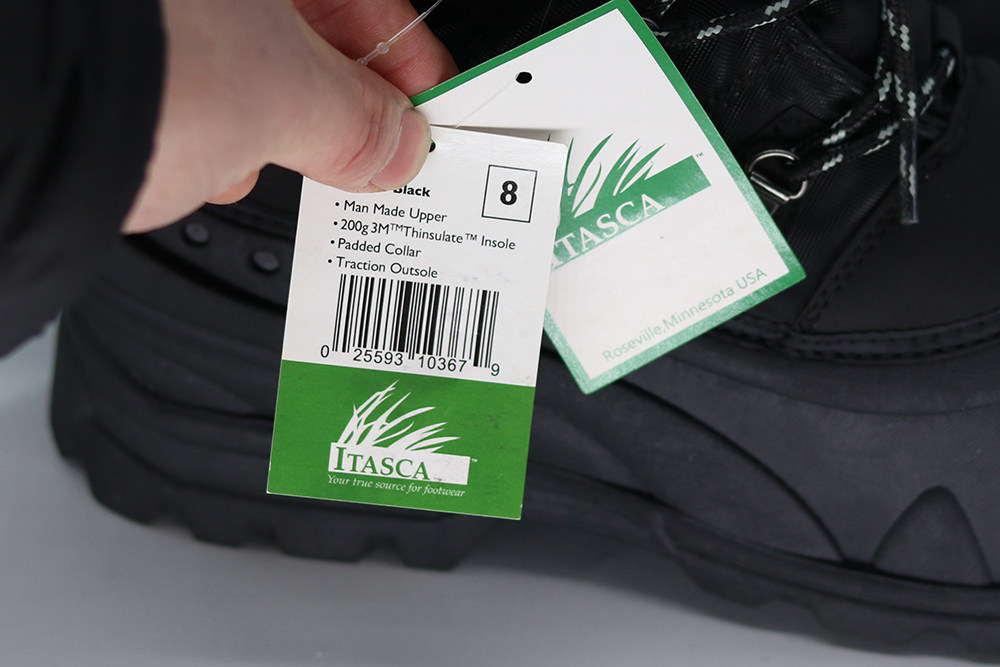 Black
8
• Man Made Upper
• 200g 3M™Thinsulate™ Insole
• Padded Collar
• Traction Outsole
0 25593 10367 9
ITASCA™
Your true source for footwear
ITASCA™
Roseville,Minnesota USA